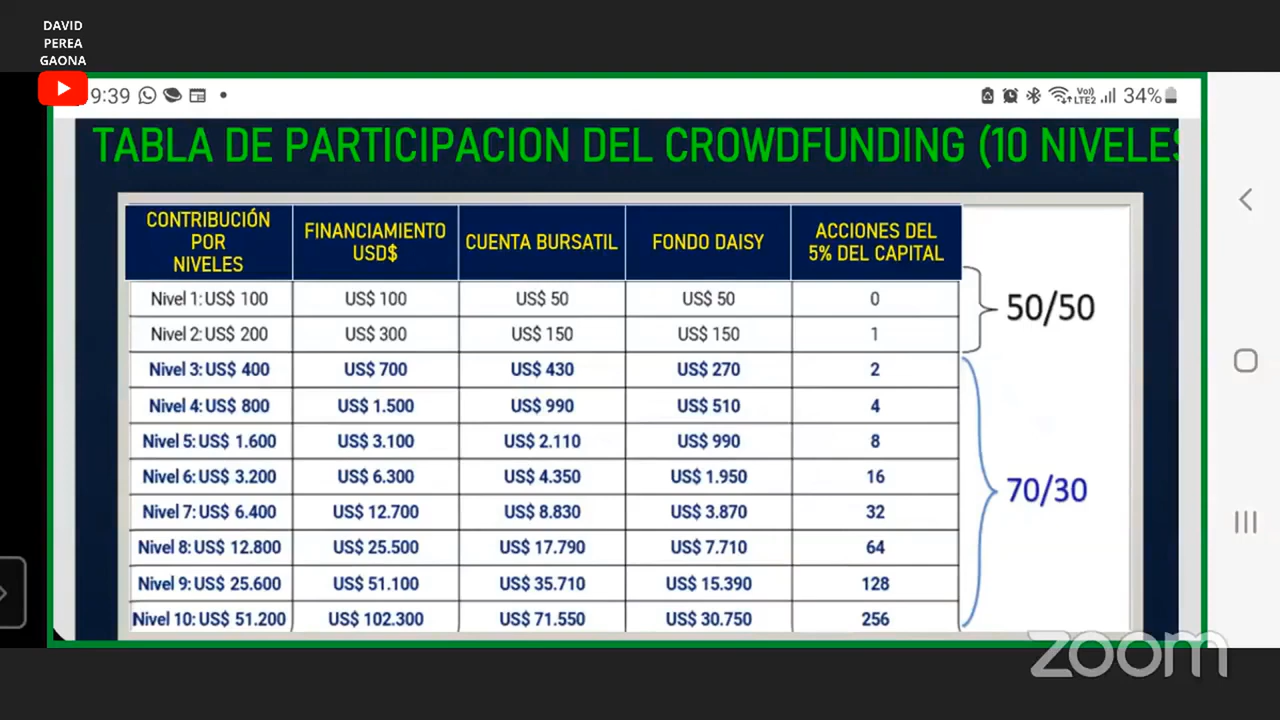 DAVID
PEREA
GAONA
9:39
Vo))
LTE2
34%
TABLA DE PARTICIPACION DEL CROWDFUNDING (10 NIVELES
CONTRIBUCIÓN POR NIVELES FINANCIAMIENTO USD$ CUENTA BURSATIL FONDO DAISY ACCIONES DEL 5% DEL CAPITAL
Nivel 1: US$ 100 US$ 100 US$ 50 US$ 50 0
Nivel 2: US$ 200 US$ 300 US$ 150 US$ 150 1
50/50
Nivel 3: US$ 400 US$ 700 US$ 430 US$ 270 2
Nivel 4: US$ 800 US$ 1.500 US$ 990 US$ 510 4
Nivel 5: US$ 1.600 US$ 3.100 US$ 2.110 US$ 990 8
Nivel 6: US$ 3.200 US$ 6.300 US$ 4.350 US$ 1.950 16
Nivel 7: US$ 6.400 US$ 12.700 US$ 8.830 US$ 3.870 32
Nivel 8: US$ 12.800 US$ 25.500 US$ 17.790 US$ 7.710 64
Nivel 9: US$ 25.600 US$ 51.100 US$ 35.710 US$ 15.390 128
Nivel 10: US$ 51.200 US$ 102.300 US$ 71.550 US$ 30.750 256
70/30
zoom